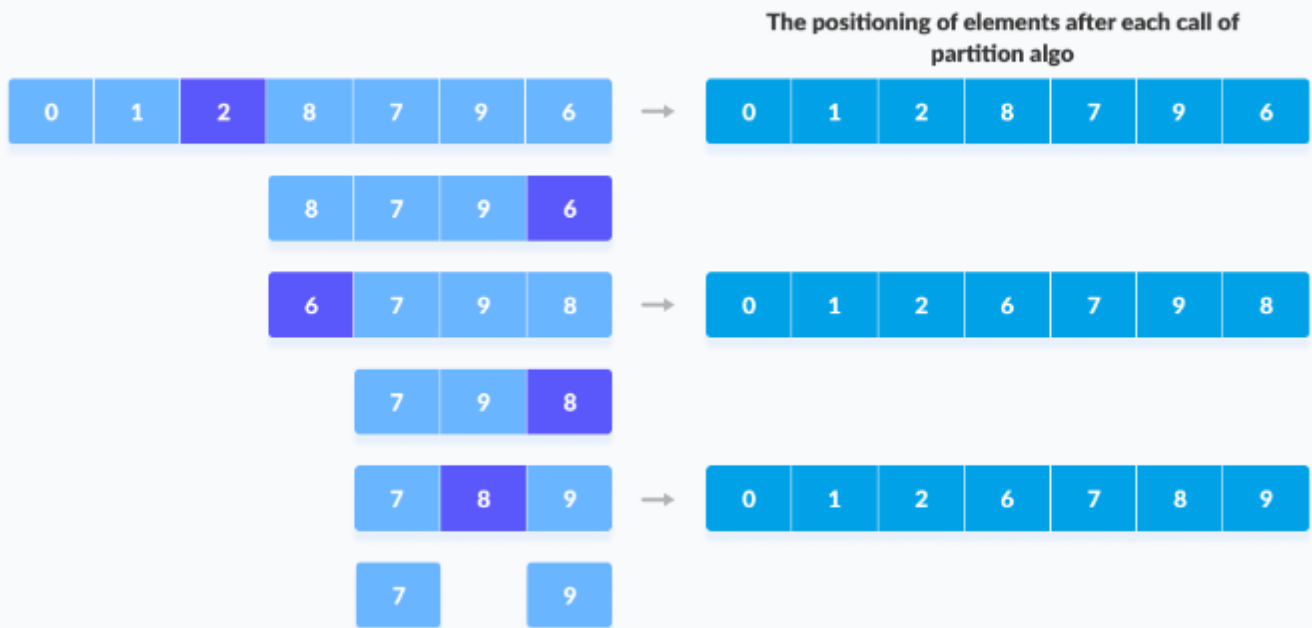 The positioning of elements after each call of
partition algo
0 1 2 8 7 9 6 → 0 1 2 8 7 9 6
8 7 9 6
6 7 9 8 → 0 1 2 6 7 9 8
7 9 8
7 8 9 → 0 1 2 6 7 8 9
7 9